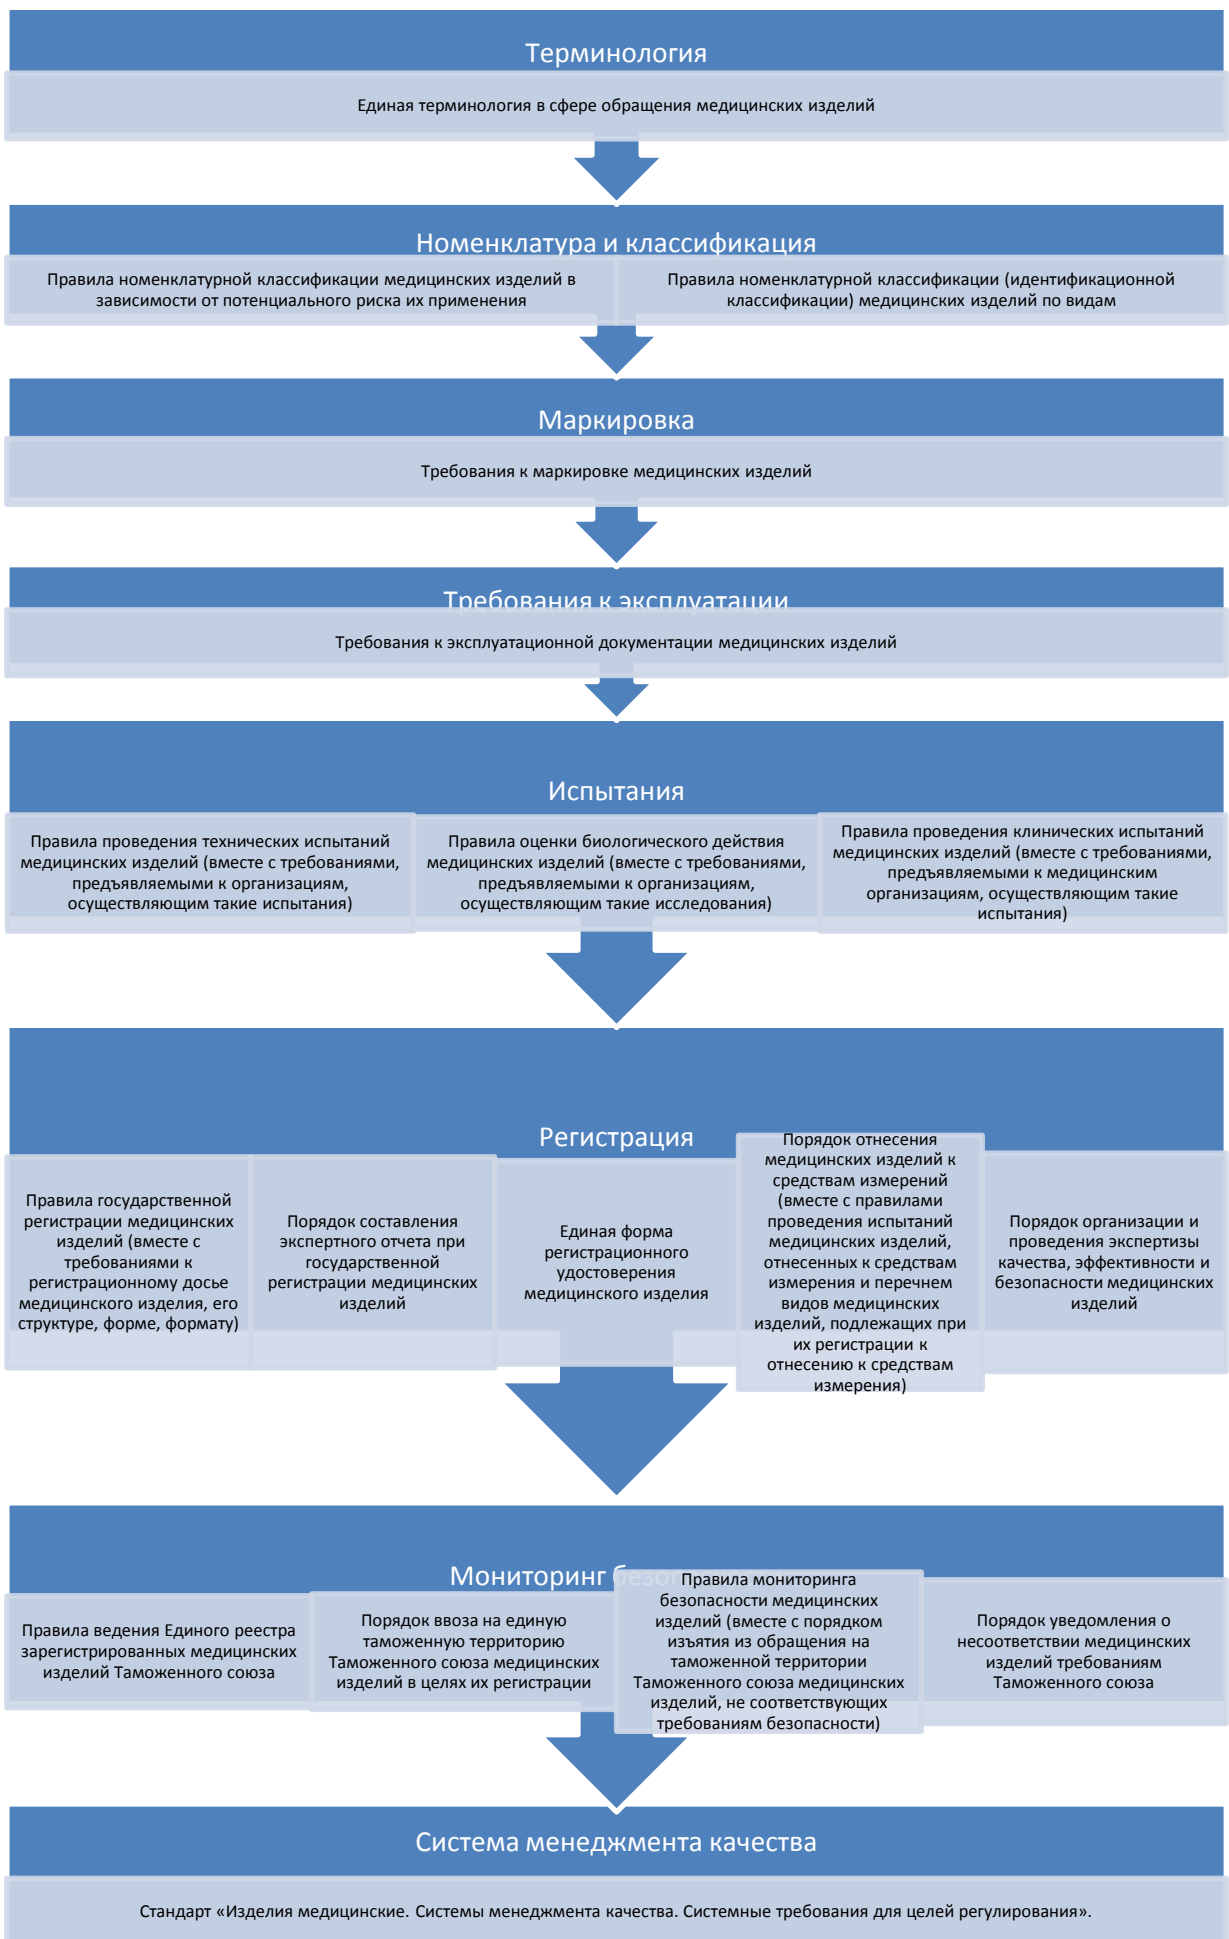 Терминология
Единая терминология в сфере обращения медицинских изделий
Номенклатура и классификация
Правила номенклатурной классификации медицинских изделий в
зависимости от потенциального риска их применения
Правила номенклатурной классификации (идентификационной
классификации) медицинских изделий по видам
Маркировка
Требования к маркировке медицинских изделий
Требования к эксплуатации
Требования к эксплуатационной документации медицинских изделий
Испытания
Правила проведения технических испытаний
медицинских изделий (вместе с требованиями,
предъявляемыми к организациям,
осуществляющим такие испытания)
Правила оценки биологического действия
медицинских изделий (вместе с требованиями,
предъявляемыми к организациям,
осуществляющим такие исследования)
Правила проведения клинических испытаний
медицинских изделий (вместе с требованиями,
предъявляемыми к медицинским
организациям, осуществляющим такие
испытания)
Регистрация
Правила государственной
регистрации медицинских
изделий (вместе с
требованиями к
регистрационному досье
медицинского изделия, его
структуре, форме, формату)
Порядок составления
экспертного отчета при
государственной
регистрации медицинских
изделий
Единая форма
регистрационного
удостоверения
медицинского изделия
Порядок отнесения
медицинских изделий к
средствам измерений
(вместе с правилами
проведения испытаний
медицинских изделий,
отнесенных к средствам
измерения и перечнем
видов медицинских
изделий, подлежащих при
их регистрации к
отнесению к средствам
измерения)
Порядок организации и
проведения экспертизы
качества, эффективности и
безопасности медицинских
изделий
Мониторинг
Правила ведения Единого реестра
зарегистрированных медицинских
изделий Таможенного союза
Порядок ввоза на единую
таможенную территорию
Таможенного союза медицинских
изделий в целях их регистрации
Правила мониторинга
безопасности медицинских
изделий (вместе с порядком
изъятия из обращения на
таможенной территории
Таможенного союза медицинских
изделий, не соответствующих
требованиям безопасности)
Порядок уведомления о
несоответствии медицинских
изделий требованиям
Таможенного союза
Система менеджмента качества
Стандарт «Изделия медицинские. Системы менеджмента качества. Системные требования для целей регулирования».